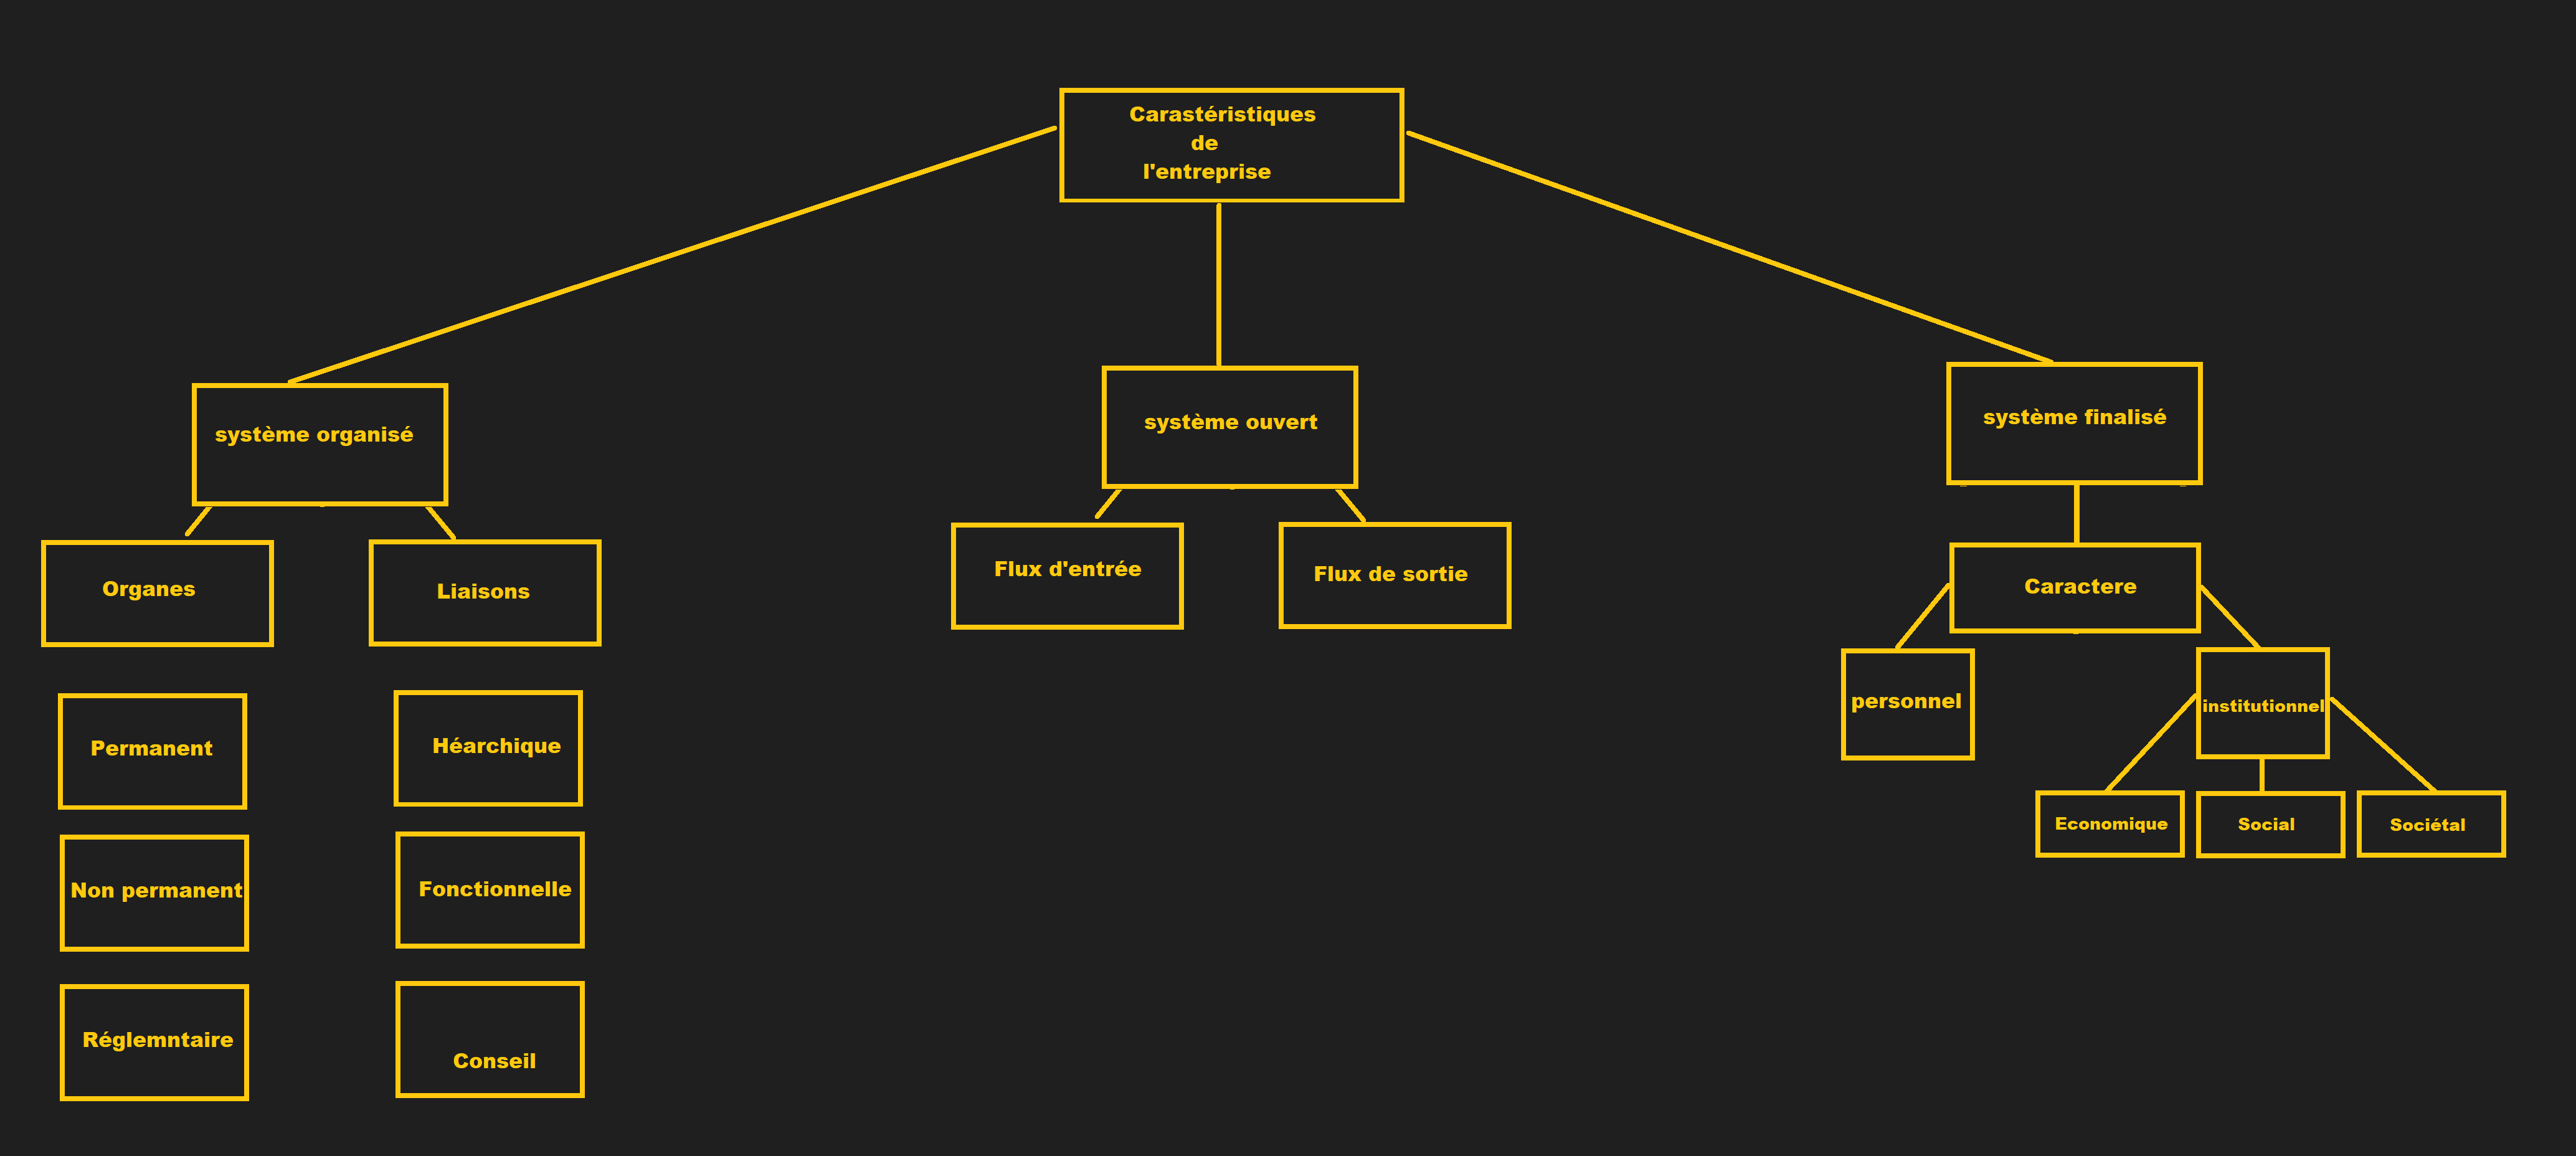 Carastéristiques
de
l'entreprise
système organisé
système ouvert
système finalisé
Organes
Liaisons
Flux d'entrée
Flux de sortie
Caractere
Permanent
Héarchique
personnel
institutionnel
Non permanent
Fonctionnelle
Economique
Social
Sociétal
Réglemntaire
Conseil